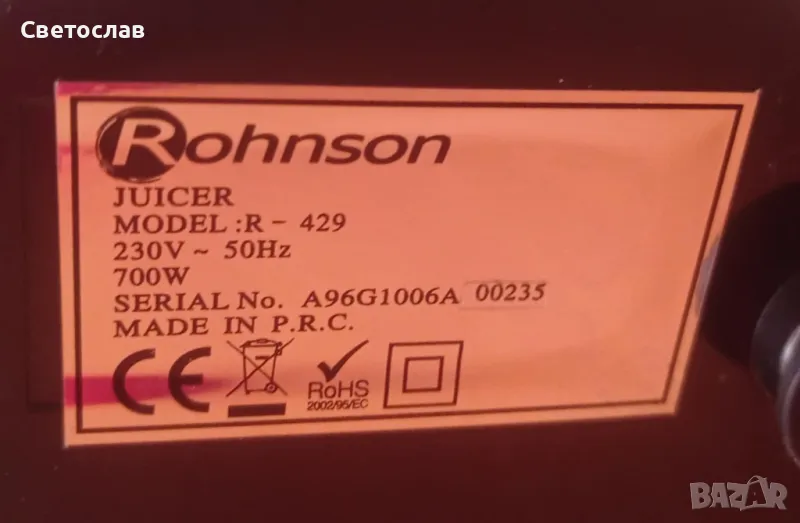 Светослав
Rohnson
JUICER
MODEL :R - 429
230V ~ 50Hz
700W
SERIAL No. A96G1006A 00235
MADE IN P.R.C.
CE
RoHS
2002/95/EC
BAZAR